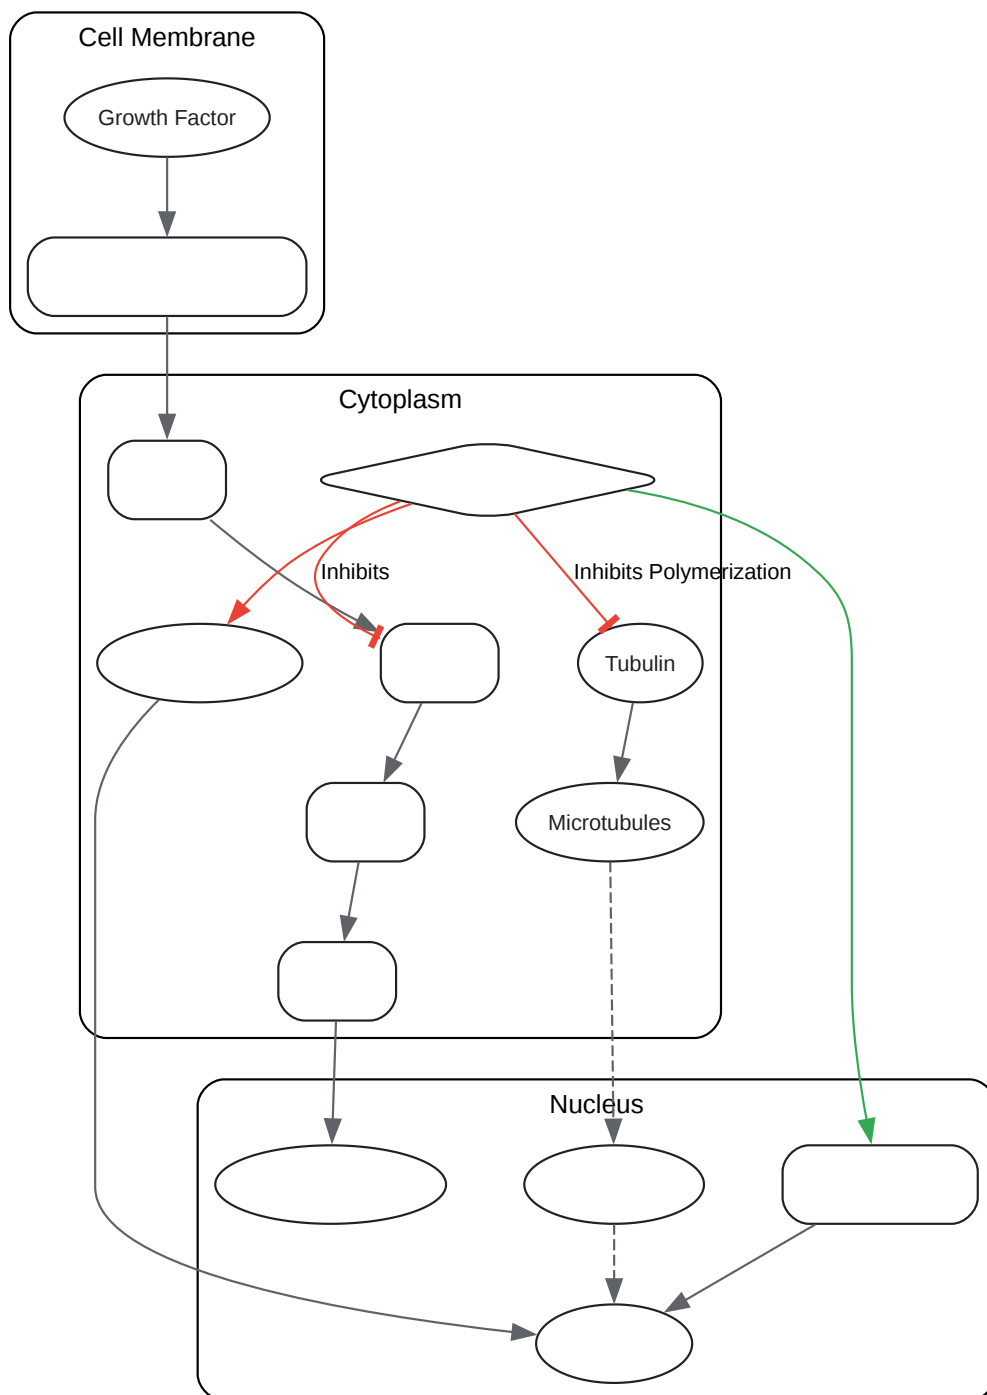 Cell Membrane
Growth Factor
Cytoplasm
Inhibits
Inhibits Polymerization
Tubulin
Microtubules
Nucleus